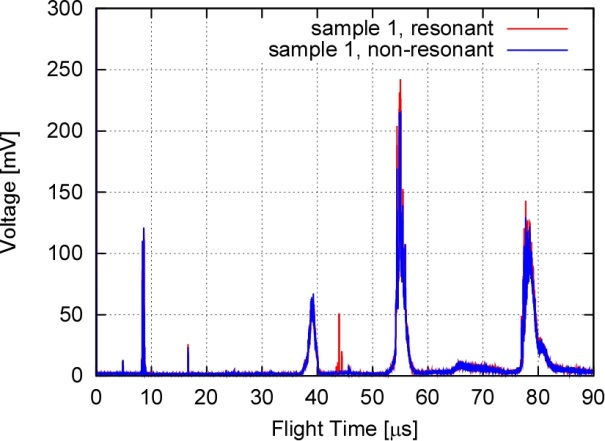 300
250
200
150
100
50
0
Voltage [mV]
sample 1, resonant
sample 1, non-resonant
0 10 20 30 40 50 60 70 80 90
Flight Time [μs]